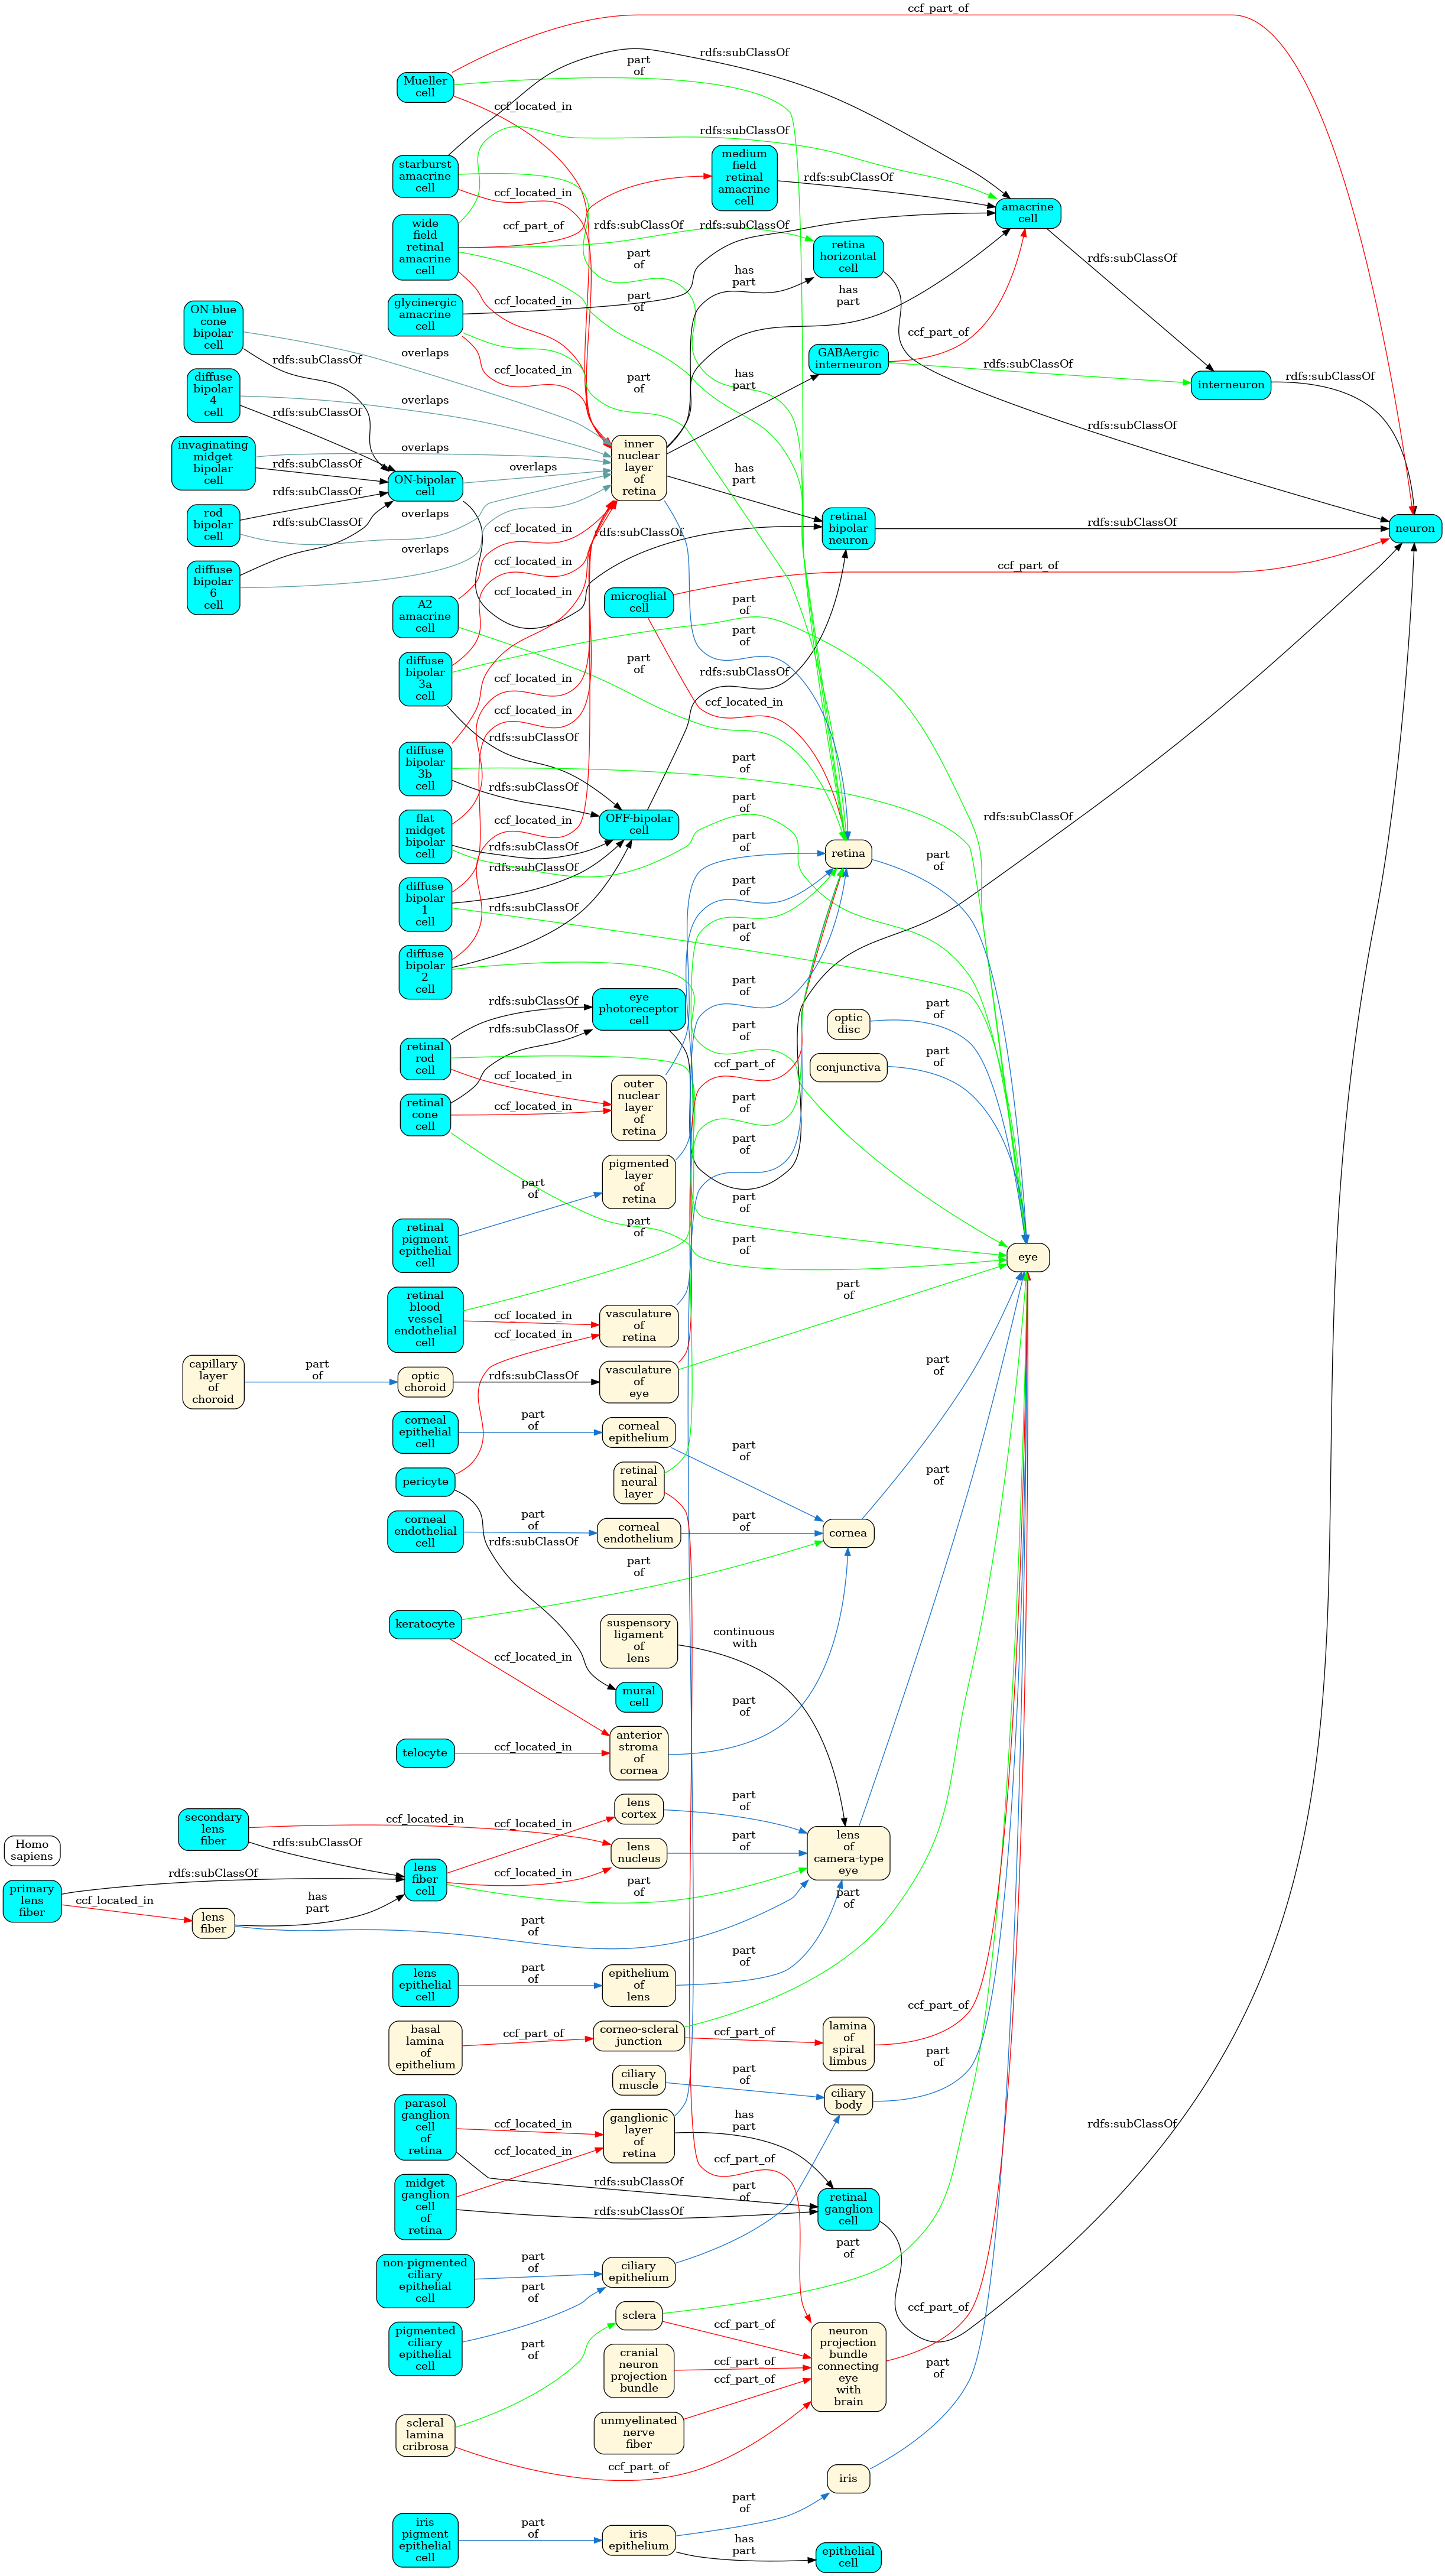 ccf_part_of
Mueller
cell
part
of
rdfs:subClassOf
ccf_located_in
rdfs:subClassOf
starburst
amacrine
cell
medium
field
retinal
amacrine
cell
rdfs:subClassOf
ccf_located_in
amacrine
cell
wide
field
retinal
amacrine
cell
ccf_part_of
rdfs:subClassOf
rdfs:subClassOf
retina
horizontal
cell
part
of
rdfs:subClassOf
has
part
ccf_located_in
part
of
has
part
glycinergic
amacrine
cell
ON-blue
cone
bipolar
cell
ccf_part_of
overlaps
rdfs:subClassOf
ccf_located_in
part
of
has
part
GABAergic
interneuron
rdfs:subClassOf
interneuron
rdfs:subClassOf
diffuse
bipolar
4
cell
overlaps
rdfs:subClassOf
rdfs:subClassOf
inner
nuclear
layer
of
retina
invaginating
midget
bipolar
cell
overlaps
rdfs:subClassOf
ON-bipolar
cell
overlaps
has
part
rod
bipolar
cell
rdfs:subClassOf
overlaps
rdfs:subClassOf
ccf_located_in
rdfs:subClassOf
retinal
bipolar
neuron
rdfs:subClassOf
neuron
diffuse
bipolar
6
cell
overlaps
ccf_located_in
ccf_part_of
A2
amacrine
cell
ccf_located_in
microglial
cell
part
of
part
of
diffuse
bipolar
3a
cell
part
of
ccf_located_in
rdfs:subClassOf
ccf_located_in
ccf_located_in
rdfs:subClassOf
diffuse
bipolar
3b
cell
part
of
rdfs:subClassOf
part
of
flat
midget
bipolar
cell
ccf_located_in
OFF-bipolar
cell
rdfs:subClassOf
rdfs:subClassOf
part
of
retina
part
of
diffuse
bipolar
1
cell
rdfs:subClassOf
part
of
rdfs:subClassOf
part
of
diffuse
bipolar
2
cell
part
of
rdfs:subClassOf
eye
photoreceptor
cell
optic
disc
part
of
rdfs:subClassOf
part
of
retinal
rod
cell
ccf_located_in
ccf_part_of
conjunctiva
part
of
retinal
cone
cell
ccf_located_in
outer
nuclear
layer
of
retina
part
of
part
of
pigmented
layer
of
retina
part
of
part
of
retinal
pigment
epithelial
cell
part
of
part
of
eye
retinal
blood
vessel
endothelial
cell
ccf_located_in
ccf_located_in
vasculature
of
retina
part
of
capillary
layer
of
choroid
part
of
optic
choroid
rdfs:subClassOf
vasculature
of
eye
part
of
corneal
epithelial
cell
part
of
corneal
epithelium
part
of
pericyte
retinal
neural
layer
corneal
endothelial
cell
part
of
rdfs:subClassOf
corneal
endothelium
part
of
cornea
part
of
part
of
keratocyte
suspensory
ligament
of
lens
continuous
with
ccf_located_in
mural
cell
part
of
telocyte
ccf_located_in
anterior
stroma
of
cornea
secondary
lens
fiber
ccf_located_in
rdfs:subClassOf
lens
cortex
ccf_located_in
part
of
Homo
sapiens
lens
nucleus
part
of
lens
of
camera-type
eye
primary
lens
fiber
rdfs:subClassOf
ccf_located_in
lens
fiber
cell
ccf_located_in
part
of
part
of
lens
fiber
has
part
part
of
part
of
lens
epithelial
cell
part
of
epithelium
of
lens
basal
lamina
of
epithelium
ccf_part_of
corneo-scleral
junction
ccf_part_of
lamina
of
spiral
limbus
ccf_part_of
part
of
ciliary
muscle
part
of
ciliary
body
parasol
ganglion
cell
of
retina
ccf_located_in
ccf_located_in
ganglionic
layer
of
retina
has
part
rdfs:subClassOf
midget
ganglion
cell
of
retina
rdfs:subClassOf
rdfs:subClassOf
ccf_part_of
part
of
retinal
ganglion
cell
non-pigmented
ciliary
epithelial
cell
part
of
part
of
ciliary
epithelium
part
of
pigmented
ciliary
epithelial
cell
part
of
sclera
ccf_part_of
ccf_part_of
cranial
neuron
projection
bundle
ccf_part_of
ccf_part_of
neuron
projection
bundle
connecting
eye
with
brain
part
of
scleral
lamina
cribrosa
unmyelinated
nerve
fiber
ccf_part_of
iris
part
of
iris
pigment
epithelial
cell
part
of
iris
epithelium
has
part
epithelial
cell